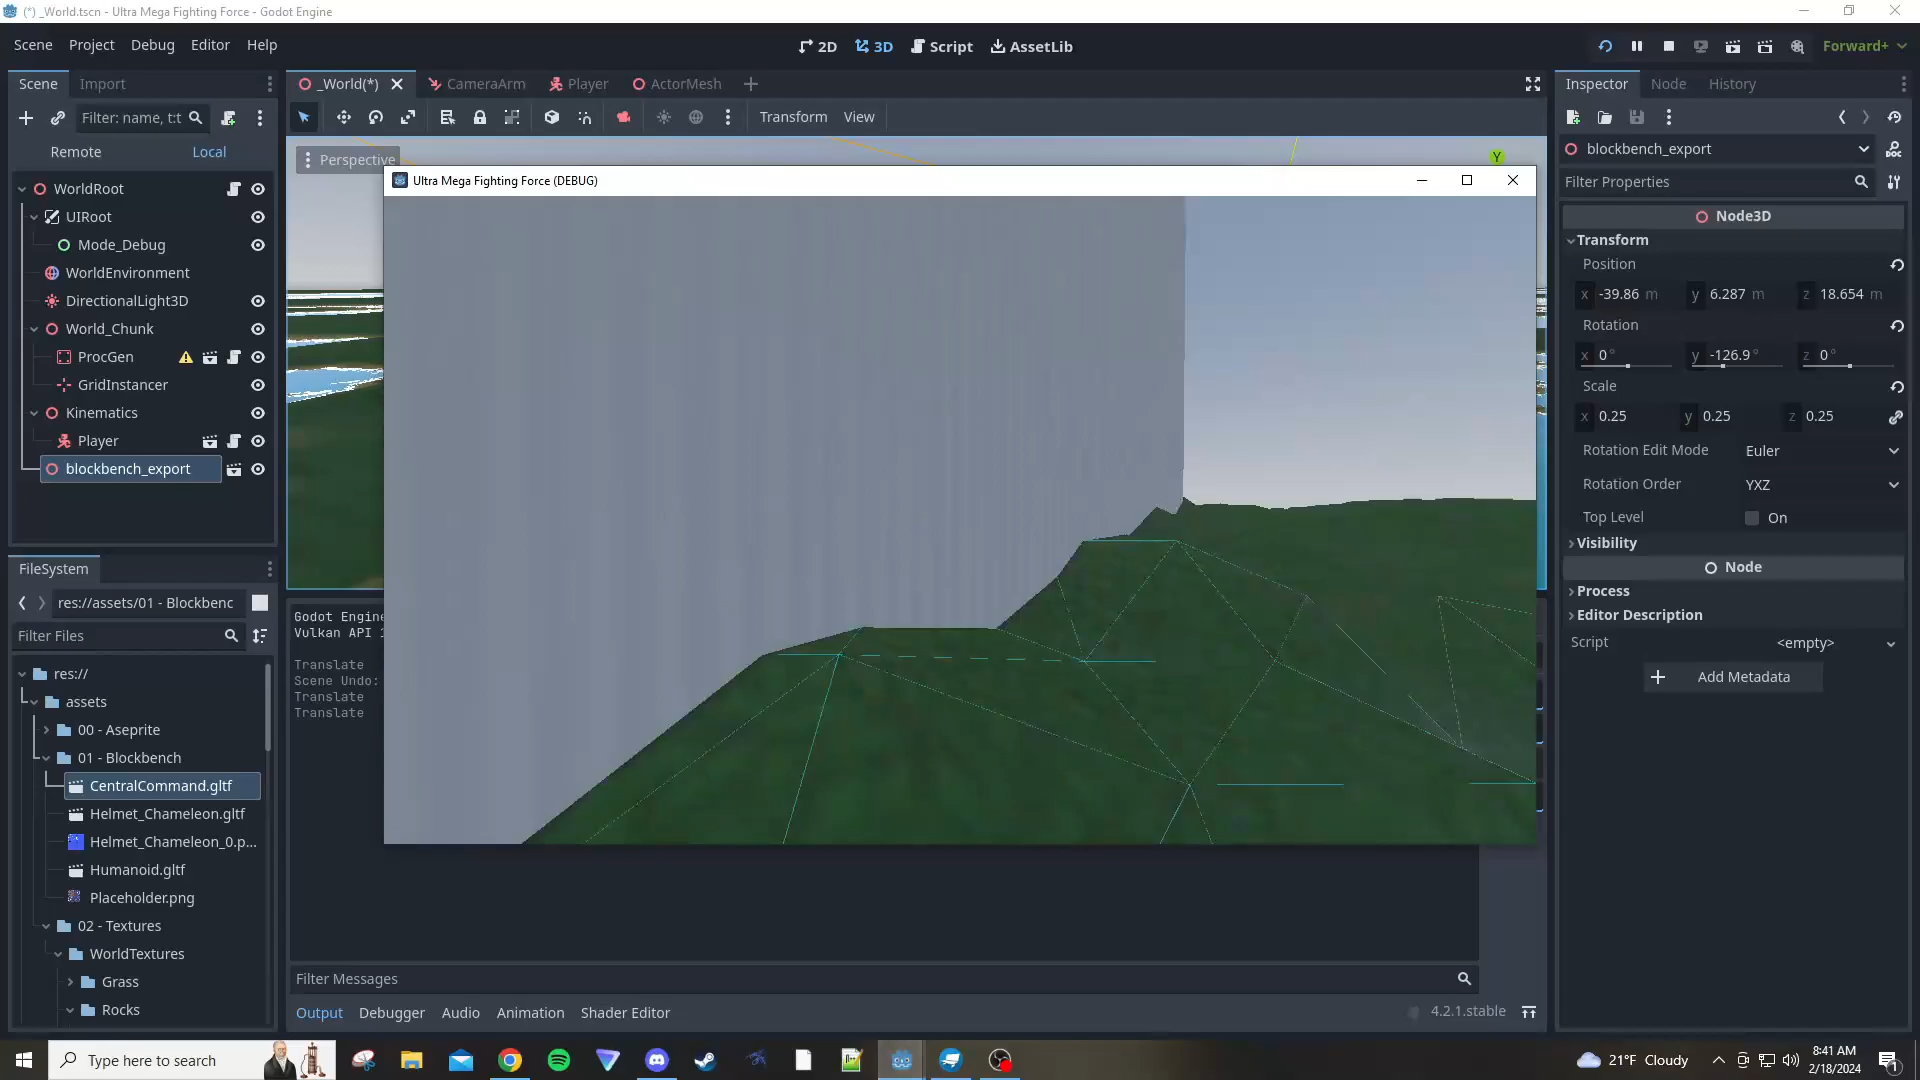 (*) _World.tscn - Ultra Mega Fighting Force - Godot Engine
Scene Project Debug Editor Help
2D 3D Script AssetLib
Forward+
Scene Import
_World(*) CameraArm Player ActorMesh
Inspector Node History
Filter: name, t:t
Transform View
Remote Local
Perspective
Y
blockbench_export
Filter Properties
Ultra Mega Fighting Force (DEBUG)
WorldRoot
UIRoot
Mode_Debug
WorldEnvironment
DirectionalLight3D
World_Chunk
ProcGen
GridInstancer
Kinematics
Player
blockbench_export
Node3D
Transform
Position
x -39.86 m y 6.287 m z 18.654 m
Rotation
x 0 ° y -126.9 ° z 0 °
Scale
x 0.25 y 0.25 z 0.25
Rotation Edit Mode Euler
Rotation Order YXZ
Top Level On
Visibility
Node
Process
Editor Description
Script <empty>
Add Metadata
FileSystem
res://assets/01 - Blockbenc
Filter Files
res://
assets
00 - Aseprite
01 - Blockbench
CentralCommand.gltf
Helmet_Chameleon.gltf
Helmet_Chameleon_0.p...
Humanoid.gltf
Placeholder.png
02 - Textures
WorldTextures
Grass
Rocks
Godot Engine
Vulkan API
Translate
Scene Undo:
Translate
Translate
Filter Messages
Output Debugger Audio Animation Shader Editor
4.2.1.stable
Type here to search
21°F Cloudy
8:41 AM
2/18/2024
1